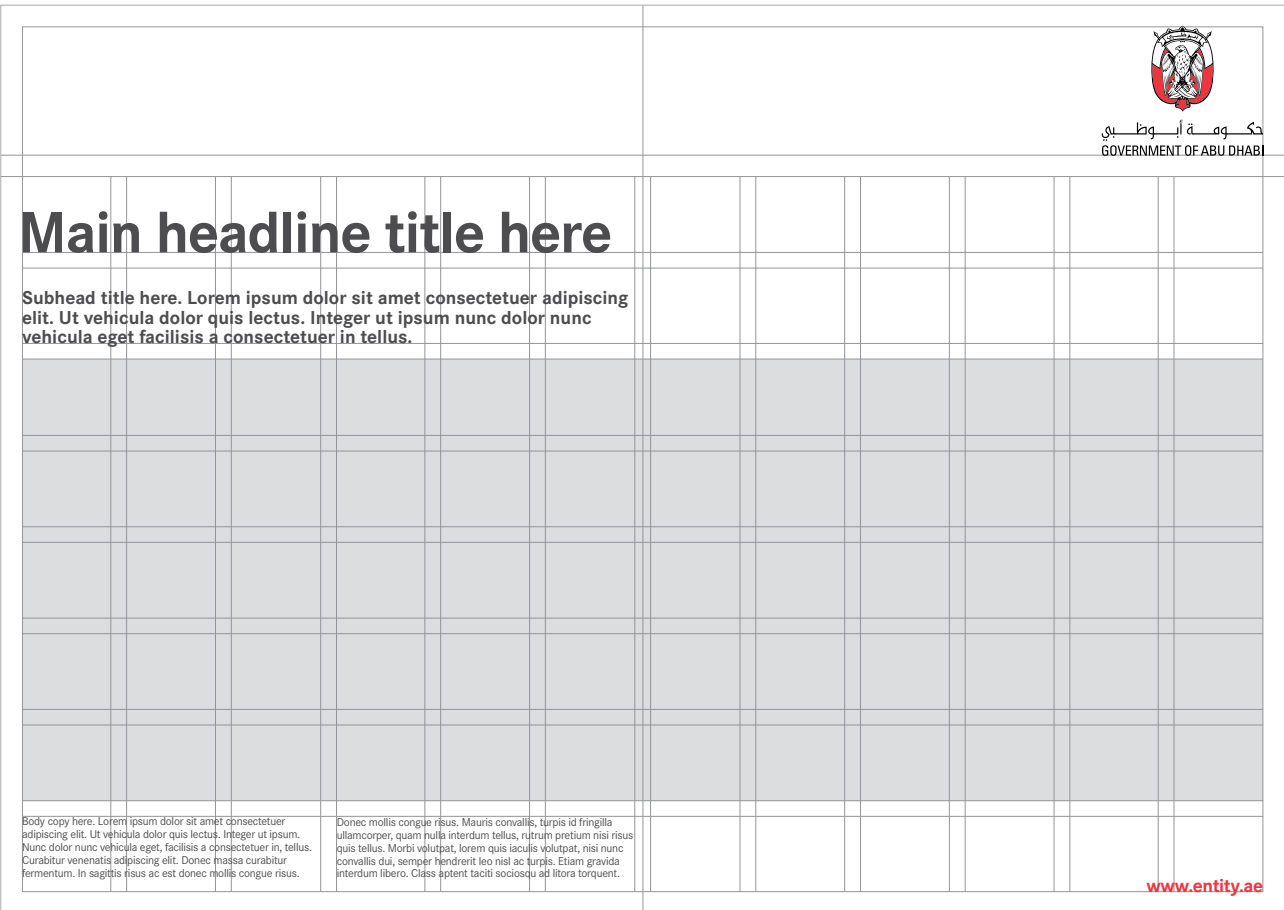 حكومة أبوظبي
GOVERNMENT OF ABU DHABI
Main headline title here
Subhead title here. Lorem ipsum dolor sit amet consectetuer adipiscing
elit. Ut vehicula dolor quis lectus. Integer ut ipsum nunc dolor nunc
vehicula eget facilisis a consectetuer in tellus.
Body copy here. Lorem ipsum dolor sit amet consectetuer
adipiscing elit. Ut vehicula dolor quis lectus. Integer ut ipsum.
Nunc dolor nunc vehicula eget, facilisis a consectetuer in, tellus.
Curabitur venenatis adipiscing elit. Donec massa curabitur
fermentum. In sagittis risus ac est donec mollis congue risus.
Donec mollis congue risus. Mauris convallis, turpis id fringilla
ullamcorper, quam nulla interdum tellus, rutrum pretium nisi risus
quis tellus. Morbi volutpat, lorem quis iaculis volutpat, nisi nunc
convallis dui, semper hendrerit leo nisl ac turpis. Etiam gravida
interdum libero. Class aptent taciti sociosqu ad litora torquent.
www.entity.ae